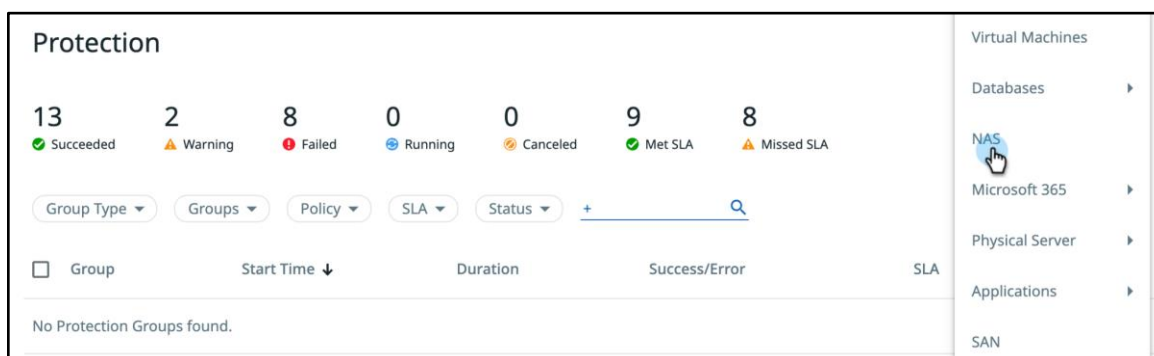 Protection
13 2 8 0 0 9 8
Succeeded Warning Failed Running Canceled Met SLA Missed SLA
Group Type Groups Policy SLA Status +
Group Start Time ↓ Duration Success/Error SLA
No Protection Groups found.
Virtual Machines
Databases
NAS
Microsoft 365
Physical Server
Applications
SAN